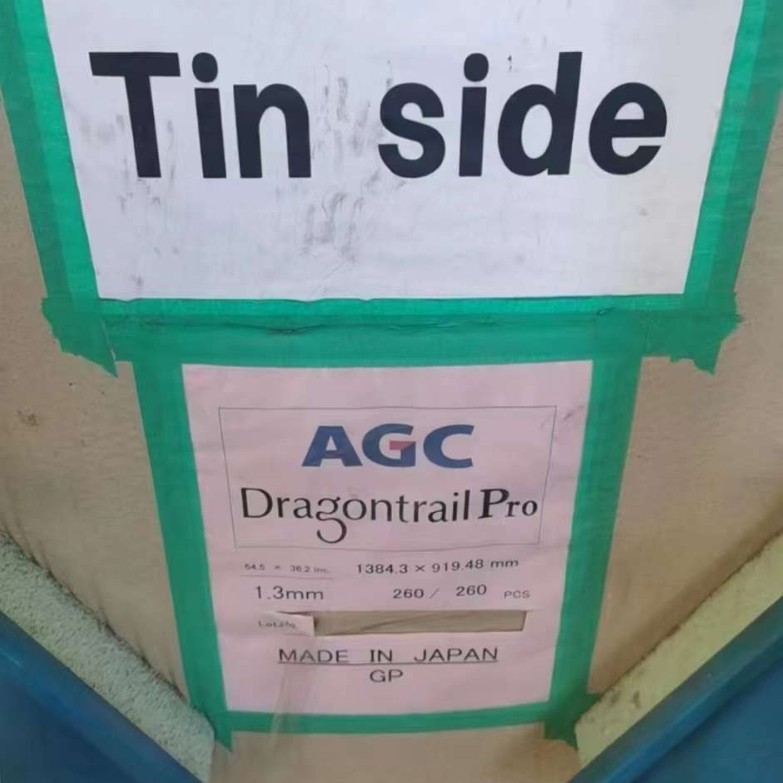 Tin side
AGC
Dragontrail Pro
54.5 × 36.2 inc. 1384.3 × 919.48 mm
1.3mm 260 / 260 PCS
MADE IN JAPAN
GP